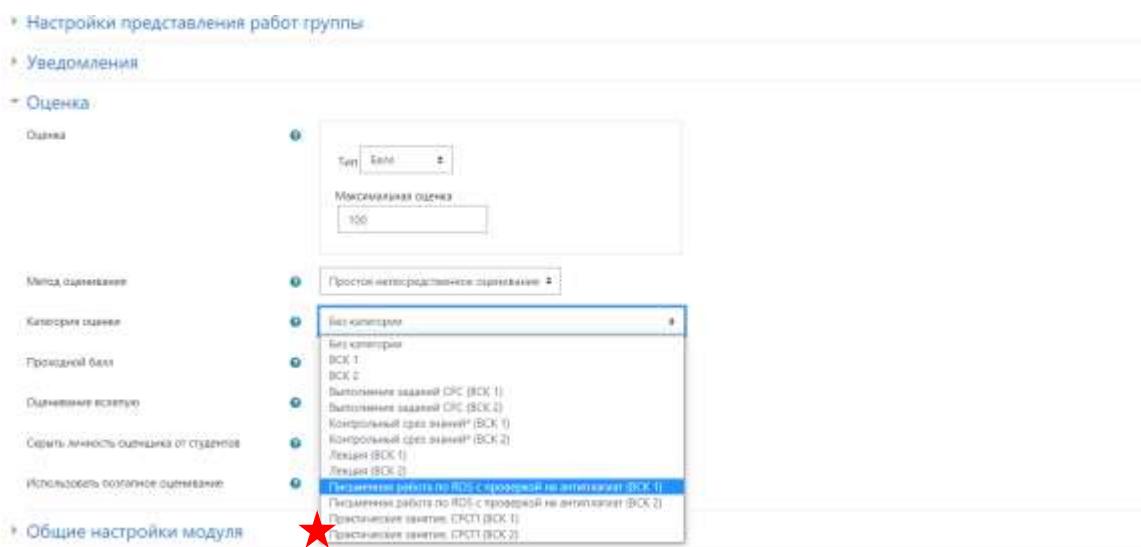 Настройки представления работ группы
Уведомления
Оценка
Оценка
Тип Балл
Максимальная оценка
100
Метод оценивания Простое непосредственное оценивание
Категория оценки Без категории
Без категории
ВСК 1
ВСК 2
Выполнение заданий СРС (ВСК 1)
Проходной балл
Выполнение заданий СРС (ВСК 2)
Оценивание вслепую
Контрольный срез знаний* (ВСК 1)
Контрольный срез знаний* (ВСК 2)
Скрыть личность оценщика от студентов
Лекция (ВСК 1)
Лекция (ВСК 2)
Использовать поэтапное оценивание
Письменная работа по RDS с проверкой на антиплагиат (ВСК 1)
Письменная работа по RDS с проверкой на антиплагиат (ВСК 2)
Практические занятия, СРСП (ВСК 1)
Общие настройки модуля
Практические занятия, СРСП (ВСК 2)